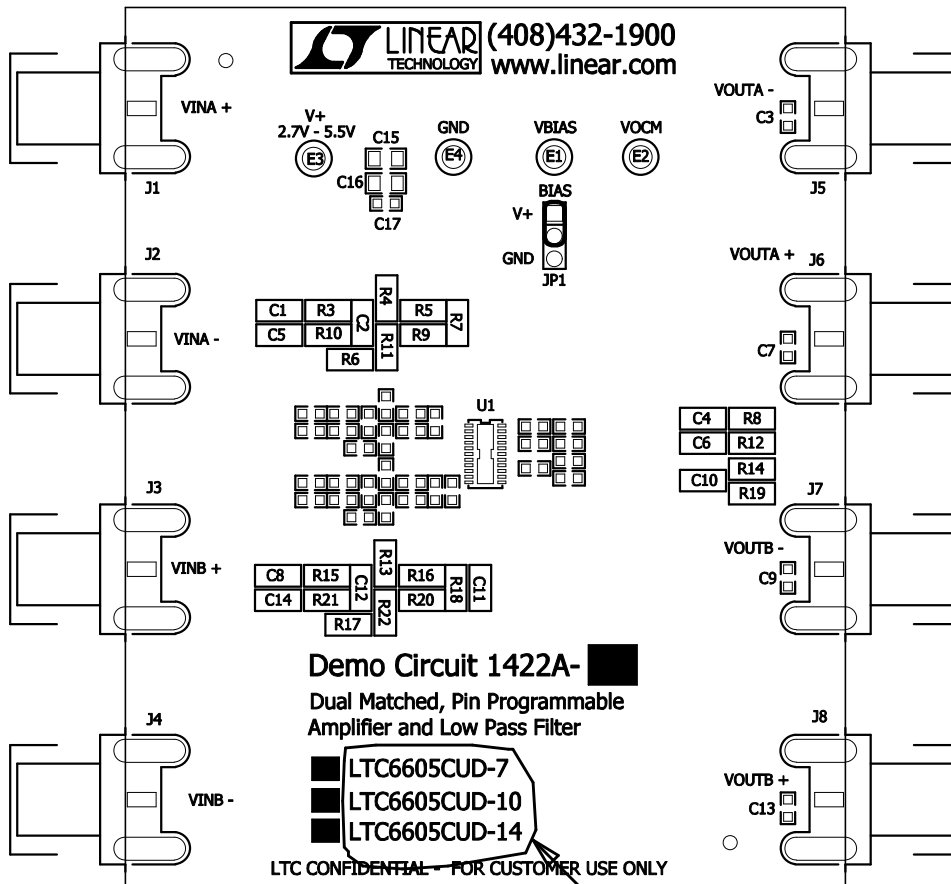 LINEAR (408)432-1900
TECHNOLOGY www.linear.com
VINA +
V+
2.7V - 5.5V
GND
VBIAS
VOCM
VOUTA -
C3
E3
C15
E4
E1
E2
C16
C17
J1
BIAS
V+
GND
JP1
J5
J2
VOUTA +
J6
C1
R3
C2
R4
R5
R7
VINA -
C5
R10
R11
R9
R6
C7
U1
C4
R8
C6
R12
C10
R14
R19
J3
J7
VINB +
VOUTB -
C9
C8
R15
C12
R13
R16
R18
C11
C14
R21
R22
R20
R17
Demo Circuit 1422A-
Dual Matched, Pin Programmable
Amplifier and Low Pass Filter
J4
J8
LTC6605CUD-7
VOUTB +
VINB -
LTC6605CUD-10
C13
LTC6605CUD-14
LTC CONFIDENTIAL - FOR CUSTOMER USE ONLY